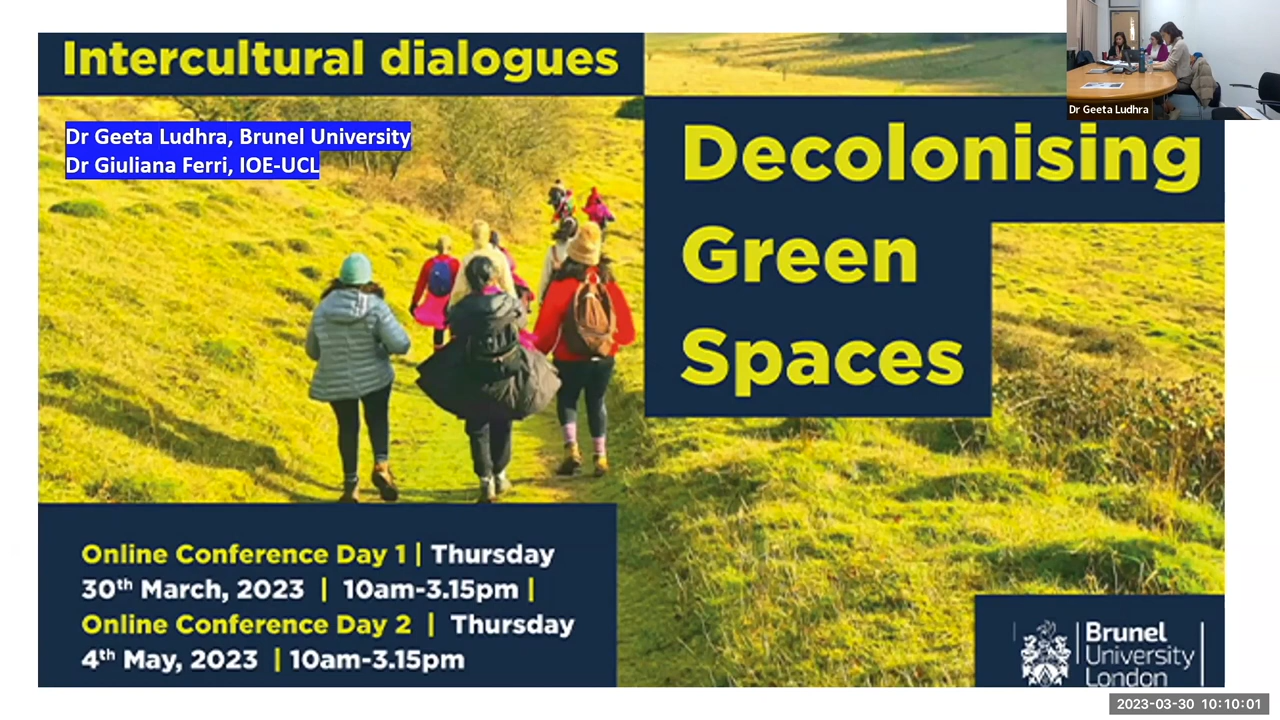 Intercultural dialogues
Dr Geeta Ludhra
Dr Geeta Ludhra, Brunel University
Dr Giuliana Ferri, IOE-UCL
Decolonising
Green
Spaces
Online Conference Day 1 | Thursday
30th March, 2023 | 10am-3.15pm |
Online Conference Day 2 | Thursday
4th May, 2023 | 10am-3.15pm
Brunel
University
London
2023-03-30 10:10:01